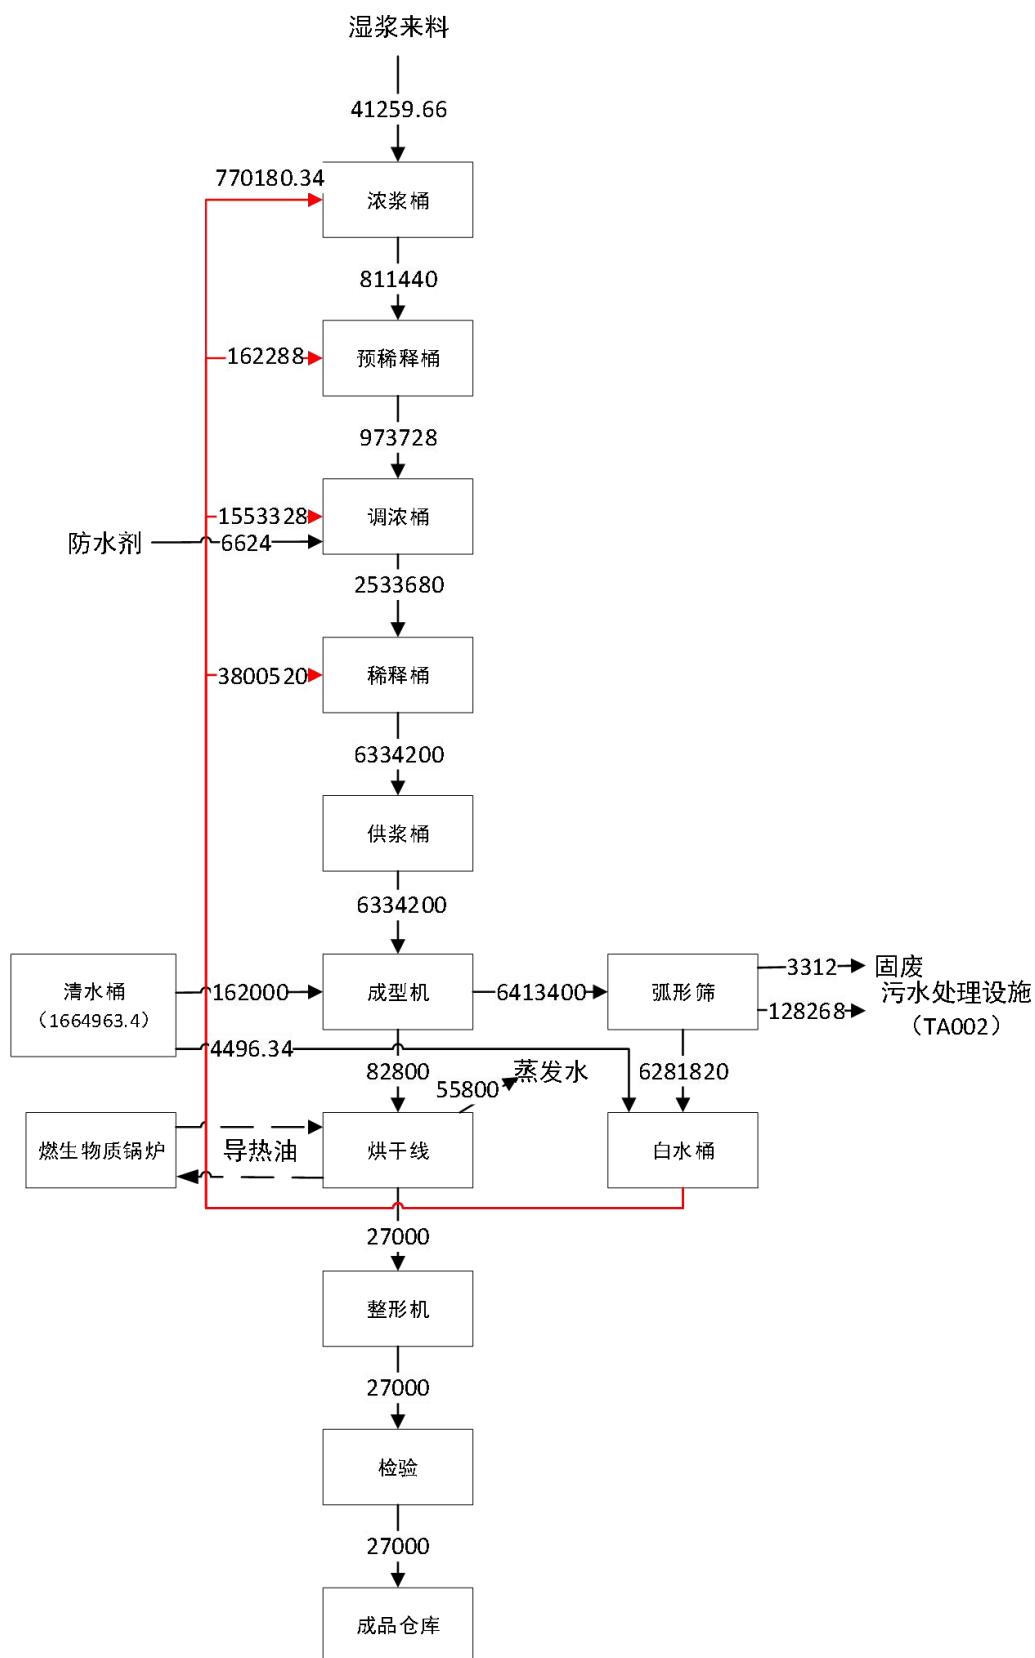 湿浆来料
41259.66
770180.34
浓浆桶
811440
162288
预稀释桶
973728
1553328
调浓桶
防水剂
6624
2533680
3800520
稀释桶
6334200
供浆桶
6334200
清水桶
（1664963.4）
162000
成型机
6413400
弧形筛
3312
固废
128268
污水处理设施
（TA002）
4496.34
82800
55800
蒸发水
6281820
燃生物质锅炉
导热油
烘干线
白水桶
27000
整形机
27000
检验
27000
成品仓库